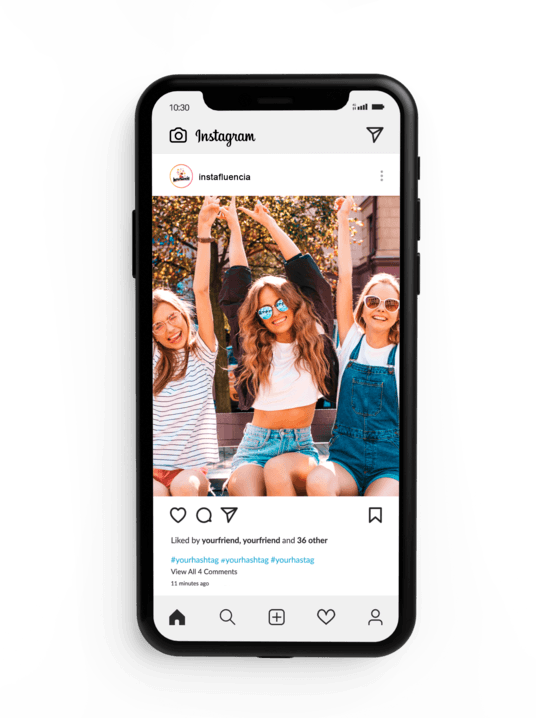 10:30
Instagram
instafluencia
Liked by yourfriend, yourfriend and 36 other
#yourhashtag #yourhashtag #yourhastag
View All 4 Comments
11 minutes ago